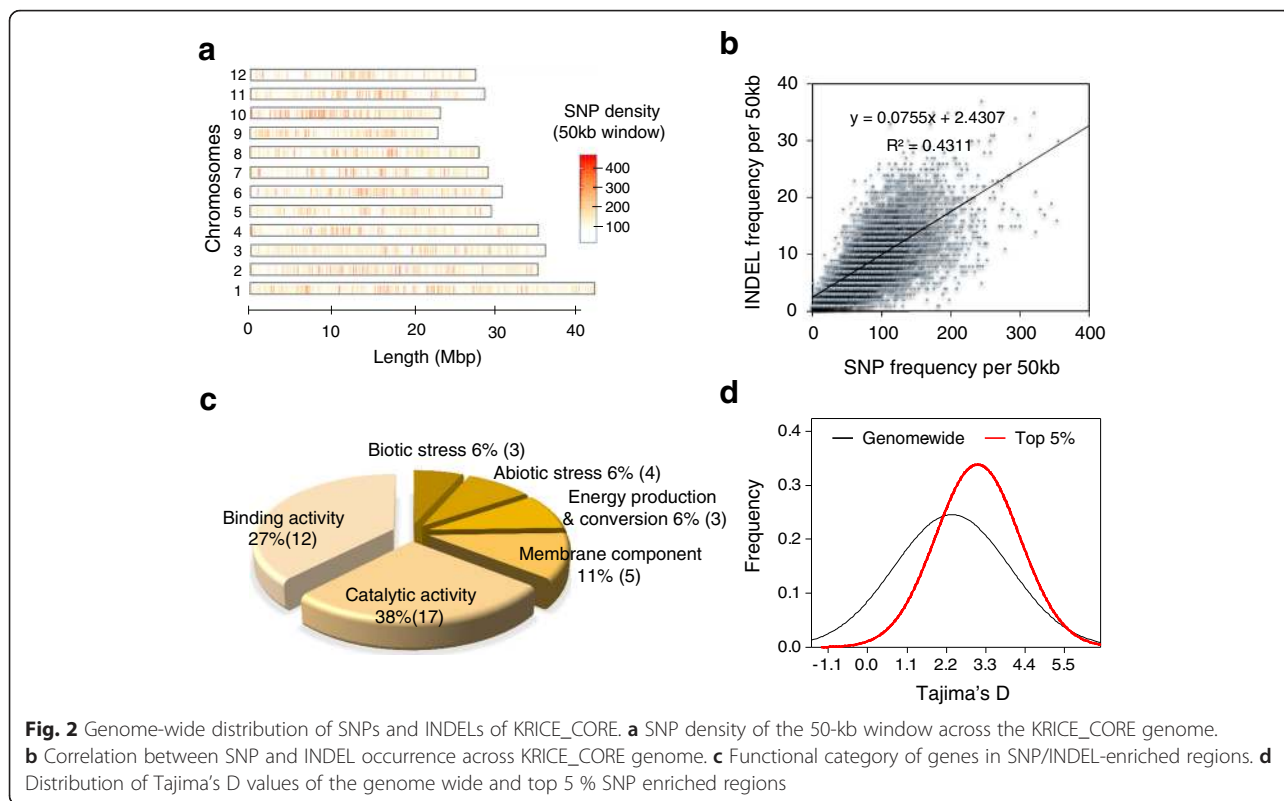 a
12
11
10
9
8
7
6
5
4
3
2
1
Chromosomes
0 10 20 30 40
Length (Mbp)
SNP density
(50kb window)
400
300
200
100
b
40
30
20
10
0
INDEL frequency per 50kb
y = 0.0755x + 2.4307
R² = 0.4311
0 100 200 300 400
SNP frequency per 50kb
c
Biotic stress 6% (3)
Abiotic stress 6% (4)
Energy production
& conversion 6% (3)
Membrane component
11% (5)
Catalytic activity
38%(17)
Binding activity
27%(12)
d
0.4
0.3
0.2
0.1
0.0
Frequency
Genomewide Top 5%
-1.1 0.0 1.1 2.2 3.3 4.4 5.5
Tajima's D
Fig. 2 Genome-wide distribution of SNPs and INDELs of KRICE_CORE. a SNP density of the 50-kb window across the KRICE_CORE genome.
b Correlation between SNP and INDEL occurrence across KRICE_CORE genome. c Functional category of genes in SNP/INDEL-enriched regions. d
Distribution of Tajima's D values of the genome wide and top 5 % SNP enriched regions